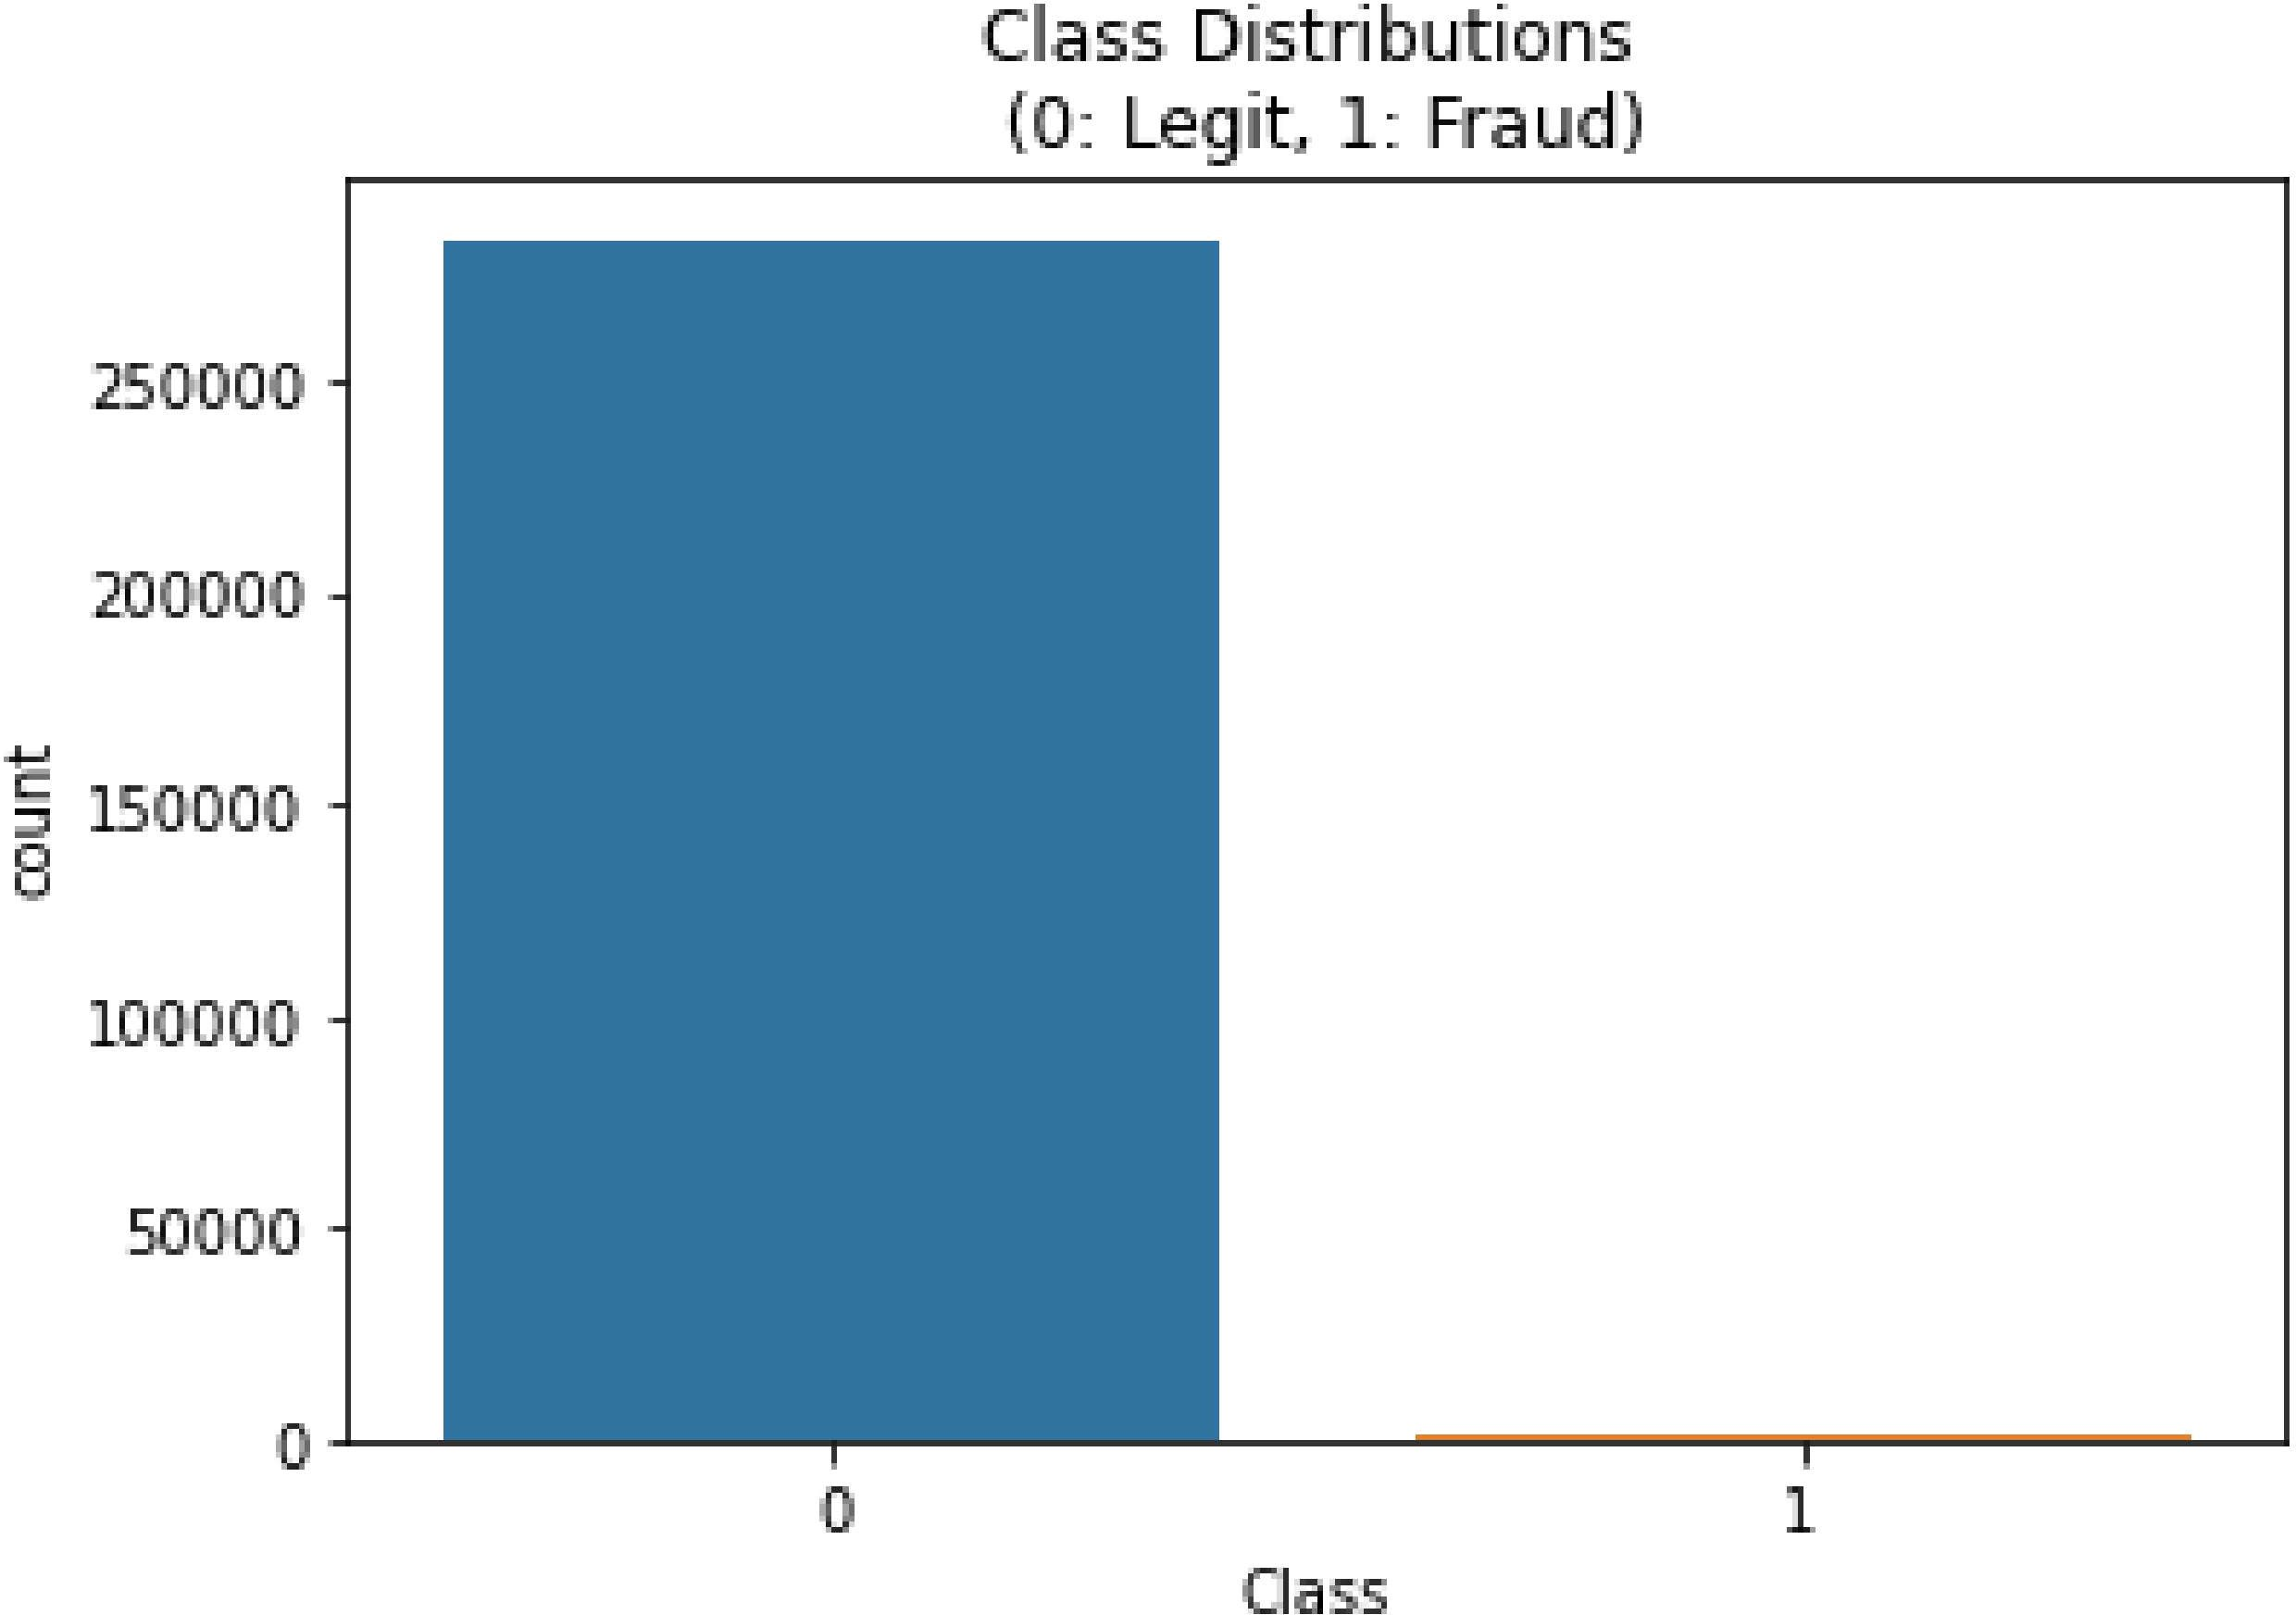 Class Distributions
(0: Legit, 1: Fraud)
250000
200000
150000
100000
50000
0
count
0 1
Class